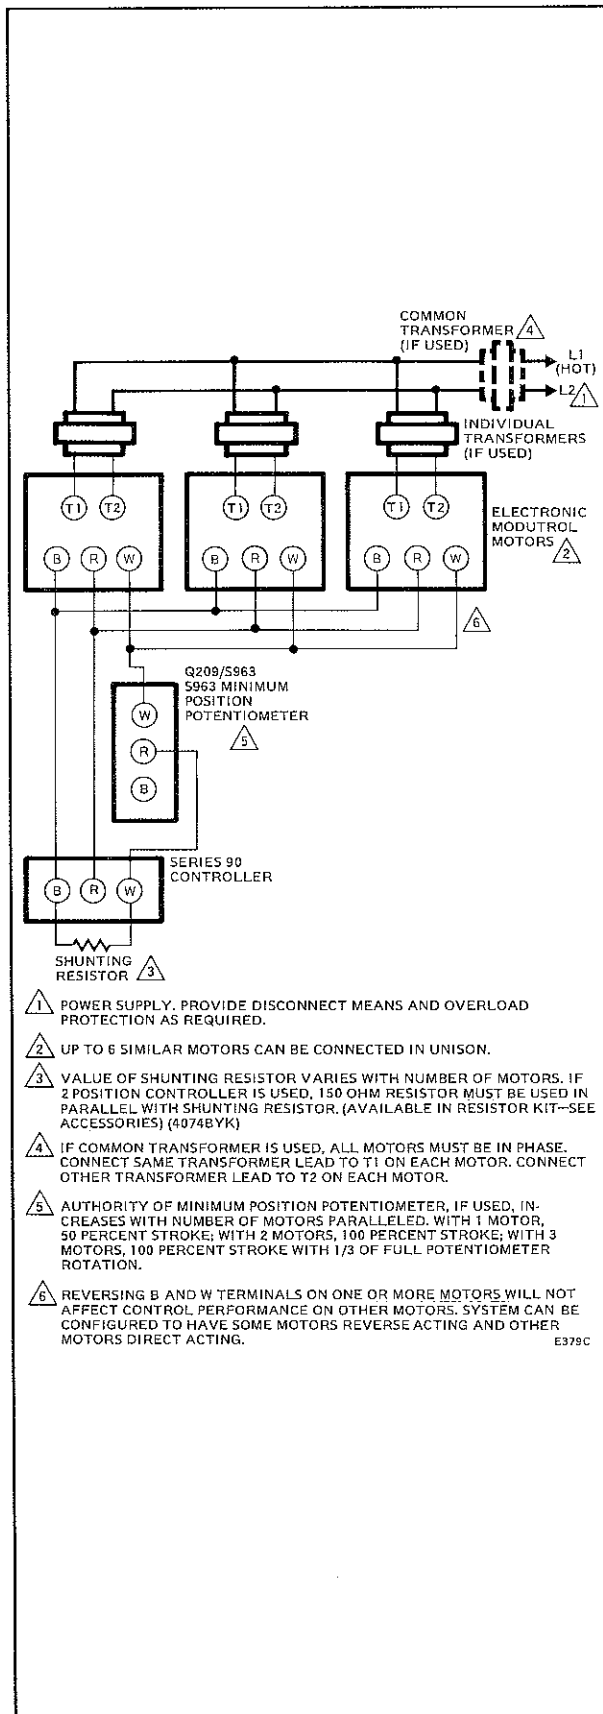 COMMON
TRANSFORMER 4
(IF USED)
L1
(HOT)
L2 1
INDIVIDUAL
TRANSFORMERS
(IF USED)
T1 T2 T1 T2 T1 T2
ELECTRONIC
MODUTROL
MOTORS 2
B R W B R W B R W
6
Q209/S963
S963 MINIMUM
POSITION
POTENTIOMETER
5
W
R
B
SERIES 90
CONTROLLER
B R W
SHUNTING
RESISTOR 3
1 POWER SUPPLY. PROVIDE DISCONNECT MEANS AND OVERLOAD
PROTECTION AS REQUIRED.
2 UP TO 6 SIMILAR MOTORS CAN BE CONNECTED IN UNISON.
3 VALUE OF SHUNTING RESISTOR VARIES WITH NUMBER OF MOTORS. IF
2 POSITION CONTROLLER IS USED, 150 OHM RESISTOR MUST BE USED IN
PARALLEL WITH SHUNTING RESISTOR. (AVAILABLE IN RESISTOR KIT—SEE
ACCESSORIES) (4074BYK)
4 IF COMMON TRANSFORMER IS USED, ALL MOTORS MUST BE IN PHASE.
CONNECT SAME TRANSFORMER LEAD TO T1 ON EACH MOTOR. CONNECT
OTHER TRANSFORMER LEAD TO T2 ON EACH MOTOR.
5 AUTHORITY OF MINIMUM POSITION POTENTIOMETER, IF USED, IN-
CREASES WITH NUMBER OF MOTORS PARALLELED. WITH 1 MOTOR,
50 PERCENT STROKE; WITH 2 MOTORS, 100 PERCENT STROKE; WITH 3
MOTORS, 100 PERCENT STROKE WITH 1/3 OF FULL POTENTIOMETER
ROTATION.
6 REVERSING B AND W TERMINALS ON ONE OR MORE MOTORS WILL NOT
AFFECT CONTROL PERFORMANCE ON OTHER MOTORS. SYSTEM CAN BE
CONFIGURED TO HAVE SOME MOTORS REVERSE ACTING AND OTHER
MOTORS DIRECT ACTING. E379C